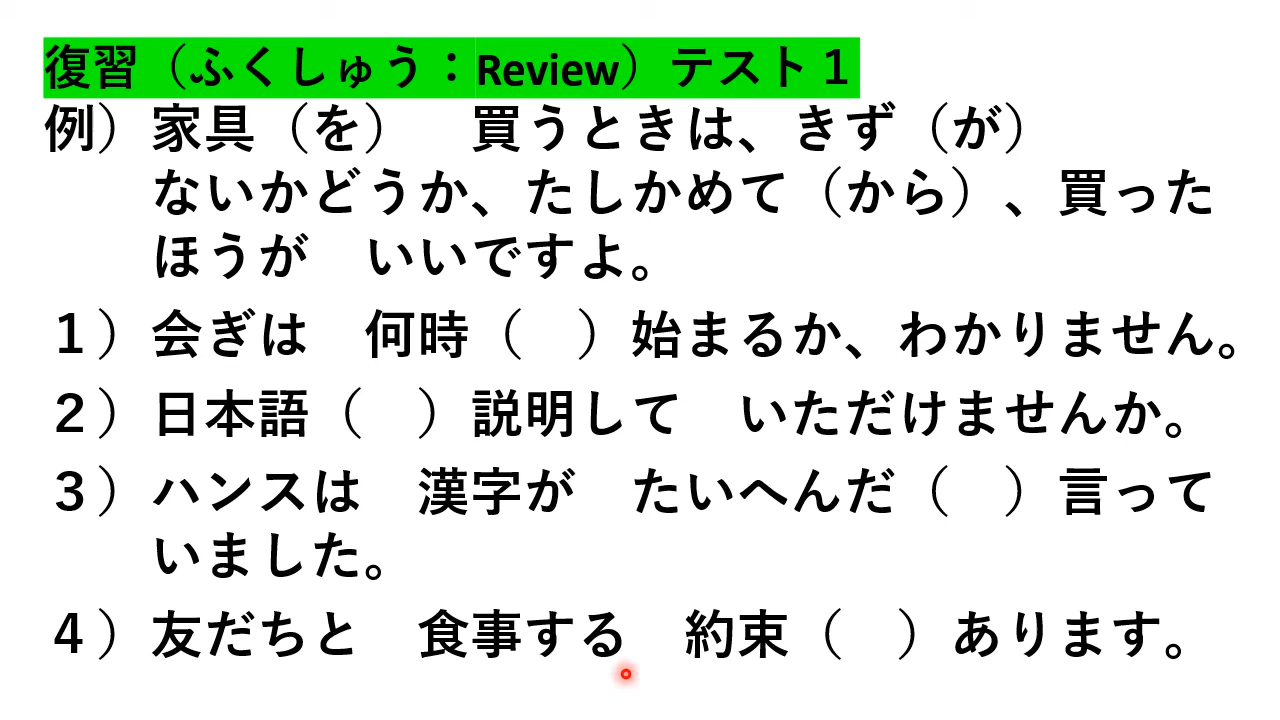 復習（ふくしゅう：Review）テスト１
例）家具（を）　買うときは、きず（が）
ないかどうか、たしかめて（から）、買った
ほうが　いいですよ。
１）会ぎは　何時（　）始まるか、わかりません。
２）日本語（　）説明して　いただけませんか。
３）ハンスは　漢字が　たいへんだ（　）言って
いました。
４）友だちと　食事する　約束（　）あります。